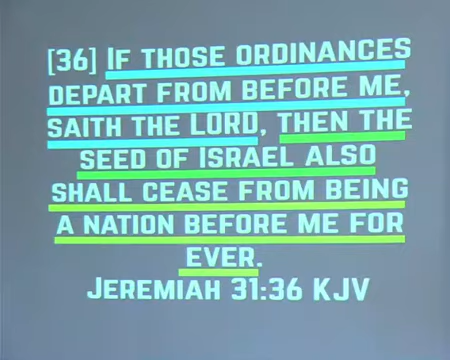 [36] IF THOSE ORDINANCES
DEPART FROM BEFORE ME,
SAITH THE LORD, THEN THE
SEED OF ISRAEL ALSO
SHALL CEASE FROM BEING
A NATION BEFORE ME FOR
EVER.
JEREMIAH 31:36 KJV